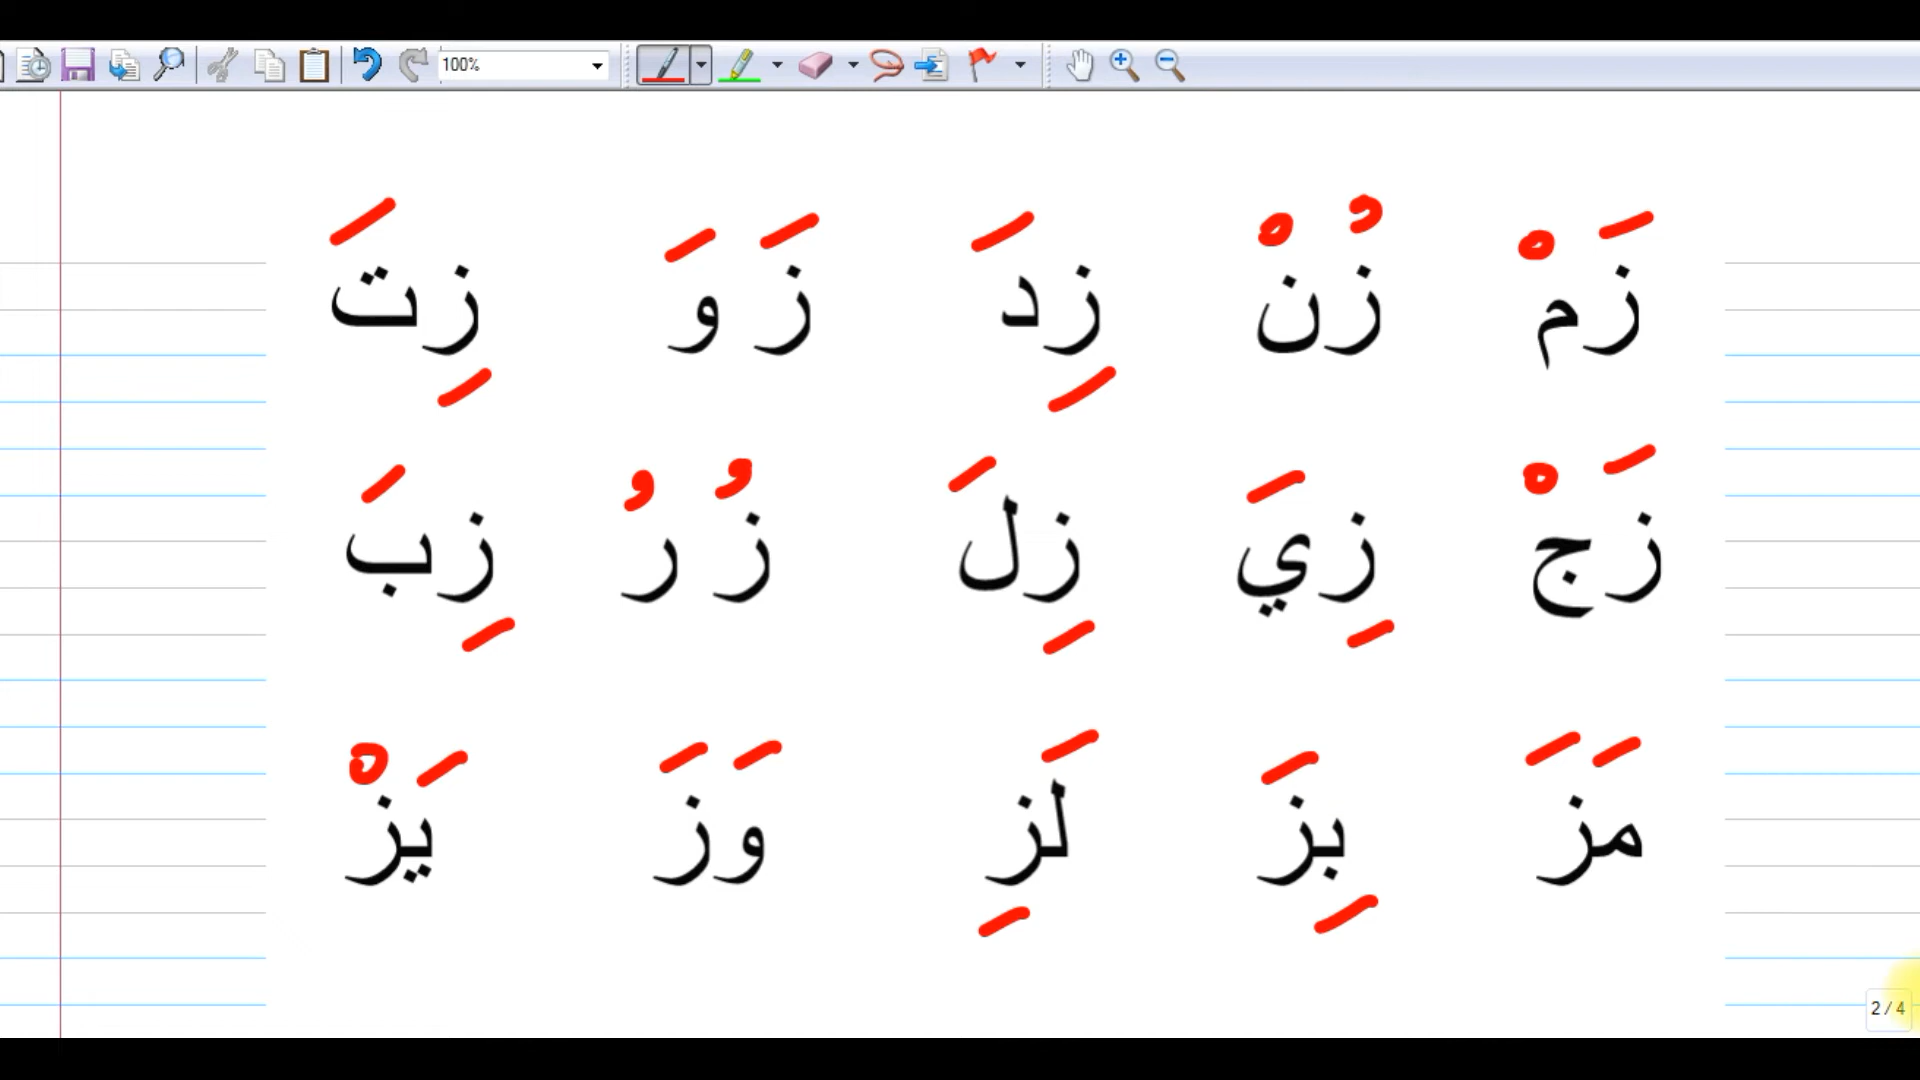 100%
زَمْ زُنْ زِدَ زَوَ زِتَ
زَجْ زِيَ زِلَ زُرُ زِبَ
مَزَ بِزَ لَزِ وَزَ يَزْ
2 / 4